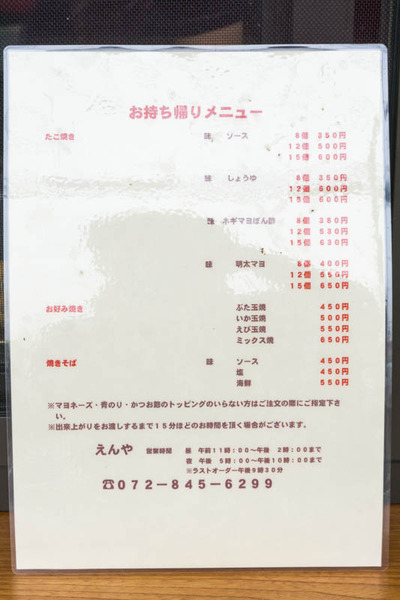 お持ち帰りメニュー
たこ焼き 味 ソース 8個 350円
12個 500円
15個 600円
味 しょうゆ 8個 350円
12個 500円
15個 600円
味 ネギマヨぽん酢 8個 380円
12個 530円
15個 630円
味 明太マヨ 8個 400円
12個 550円
15個 650円
お好み焼き ぶた玉焼 450円
いか玉焼 500円
えび玉焼 550円
ミックス焼 650円
焼きそば 味 ソース 450円
塩 450円
海鮮 550円
※マヨネーズ・青のり・かつお節のトッピングのいらない方はご注文の際にご指定下さ
い。
※出来上がりをお渡しするまで15分ほどのお時間を頂く場合がございます。
えんや 営業時間 昼 午前11:00〜午後 2:00まで
夜 午後 5:00〜午後10:00まで
※ラストオーダー午後9時30分
☎072-845-6299